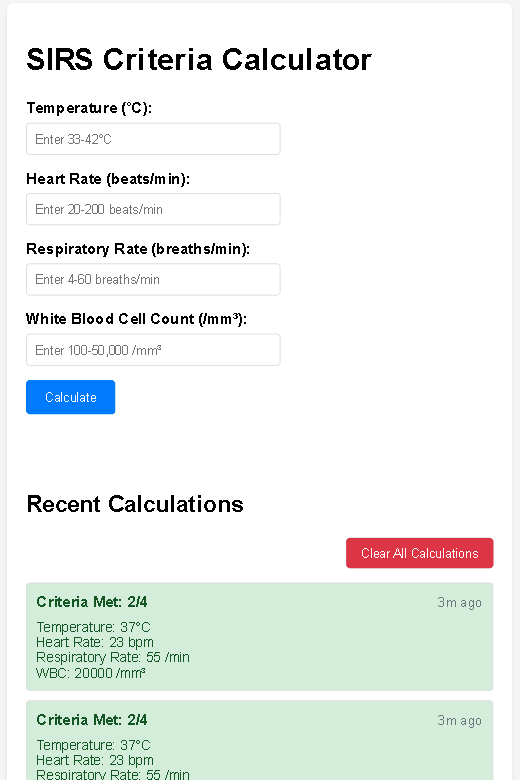 SIRS Criteria Calculator
Temperature (°C):
Enter 33-42°C
Heart Rate (beats/min):
Enter 20-200 beats/min
Respiratory Rate (breaths/min):
Enter 4-60 breaths/min
White Blood Cell Count (/mm³):
Enter 100-50,000 /mm³
Calculate
Recent Calculations
Clear All Calculations
Criteria Met: 2/4 3m ago
Temperature: 37°C
Heart Rate: 23 bpm
Respiratory Rate: 55 /min
WBC: 20000 /mm³
Criteria Met: 2/4 3m ago
Temperature: 37°C
Heart Rate: 23 bpm
Respiratory Rate: 55 /min